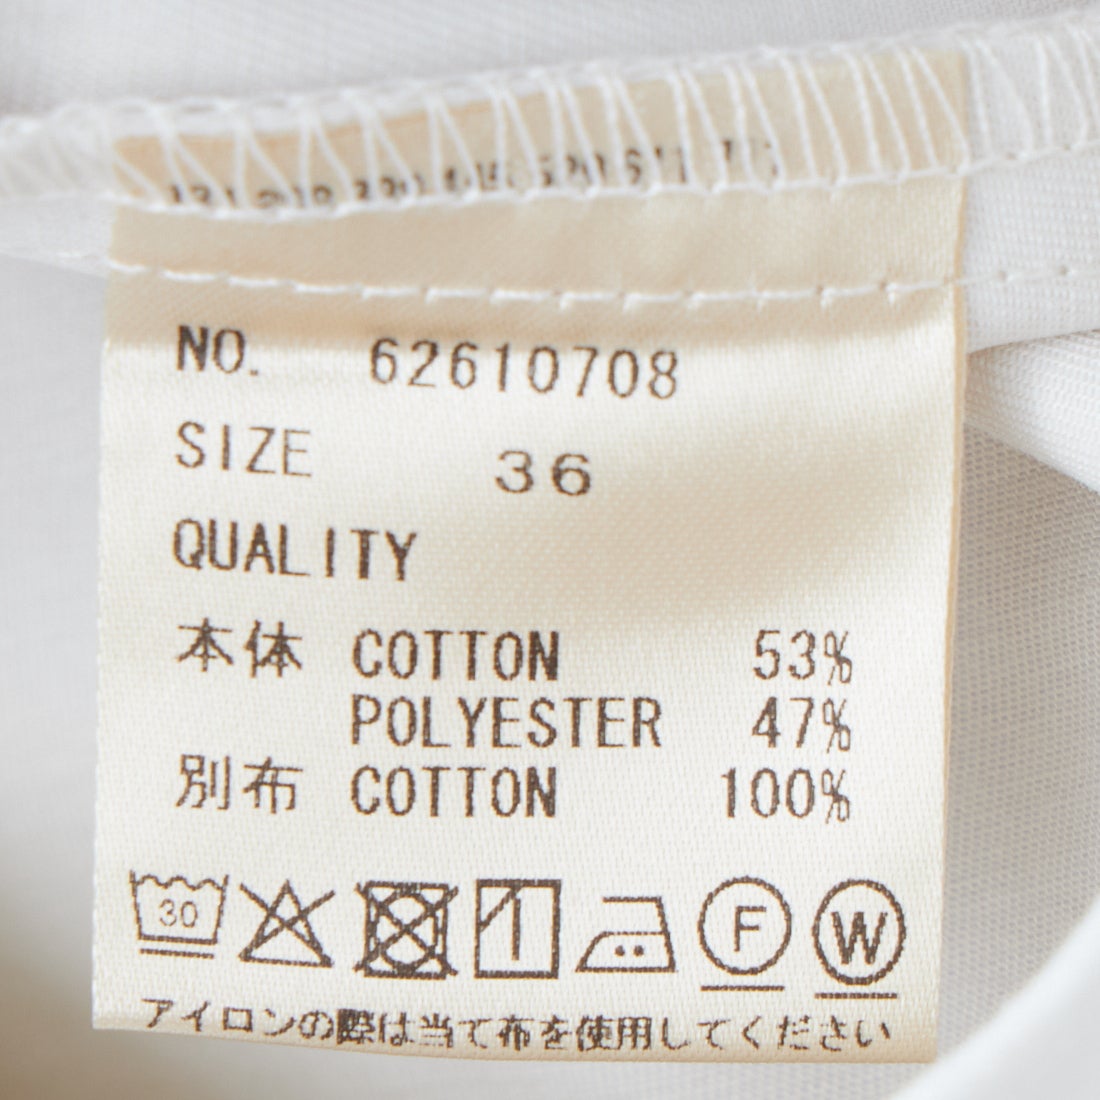 NO. 62610708
SIZE 36
QUALITY
本体 COTTON 53%
POLYESTER 47%
別布 COTTON 100%
30 F W
アイロンの際は当て布を使用してください